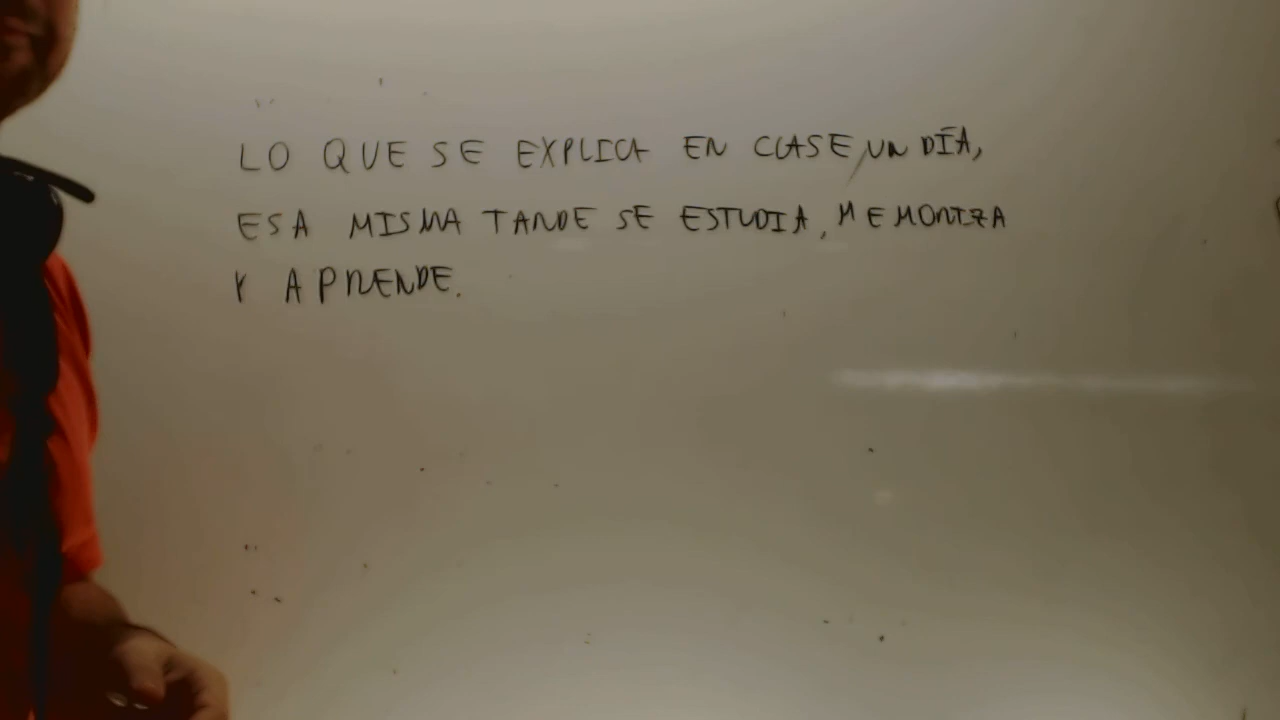 LO QUE SE EXPLICA EN CLASE UN DÍA,
ESA MISMA TARDE SE ESTUDIA, MEMORIZA
Y APRENDE.